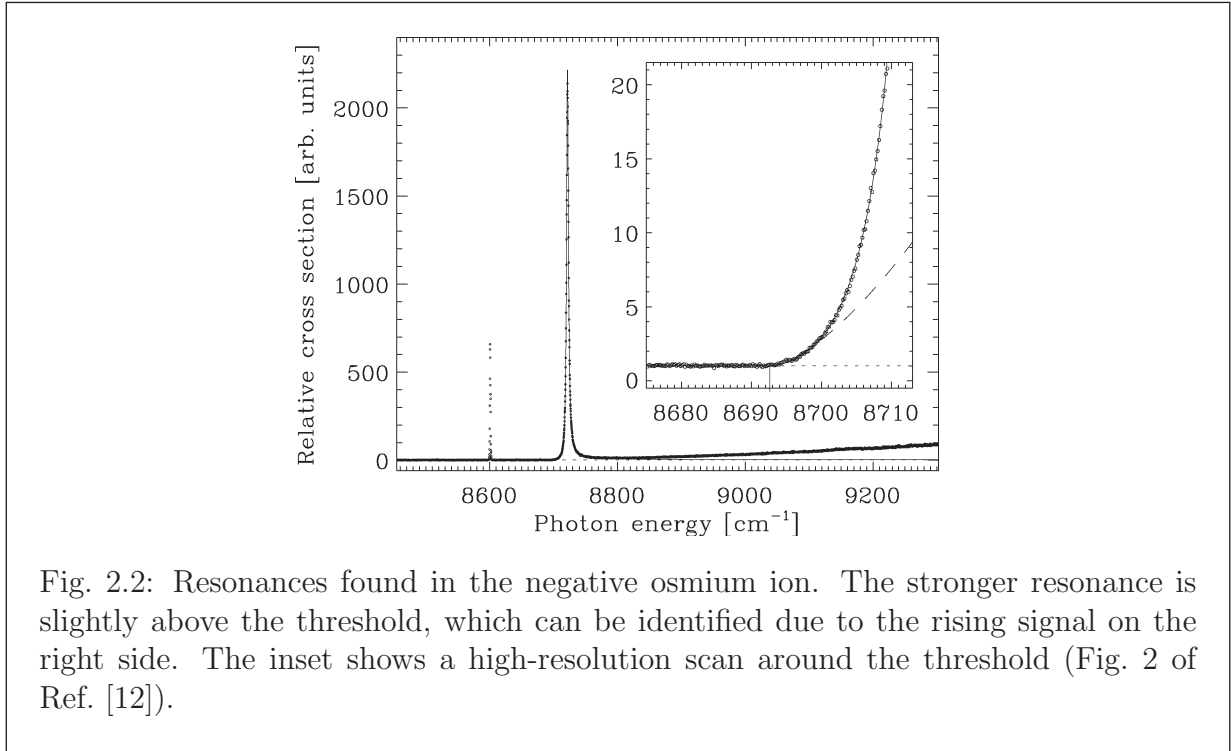 Relative cross section [arb. units]
2000
1500
1000
500
0
8600 8800 9000 9200
Photon energy [cm⁻¹]
20
15
10
5
0
8680 8690 8700 8710
Fig. 2.2: Resonances found in the negative osmium ion. The stronger resonance is
slightly above the threshold, which can be identified due to the rising signal on the
right side. The inset shows a high-resolution scan around the threshold (Fig. 2 of
Ref. [12]).